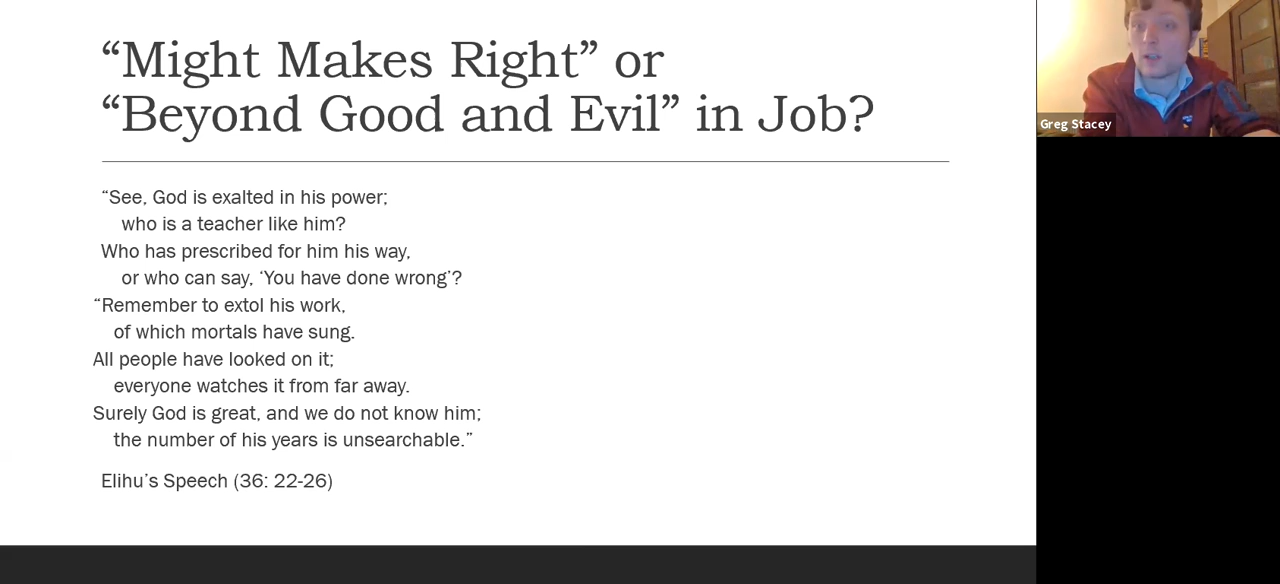 “Might Makes Right” or
“Beyond Good and Evil” in Job?
“See, God is exalted in his power;
who is a teacher like him?
Who has prescribed for him his way,
or who can say, ‘You have done wrong’?
“Remember to extol his work,
of which mortals have sung.
All people have looked on it;
everyone watches it from far away.
Surely God is great, and we do not know him;
the number of his years is unsearchable.”
Elihu’s Speech (36: 22-26)
Greg Stacey